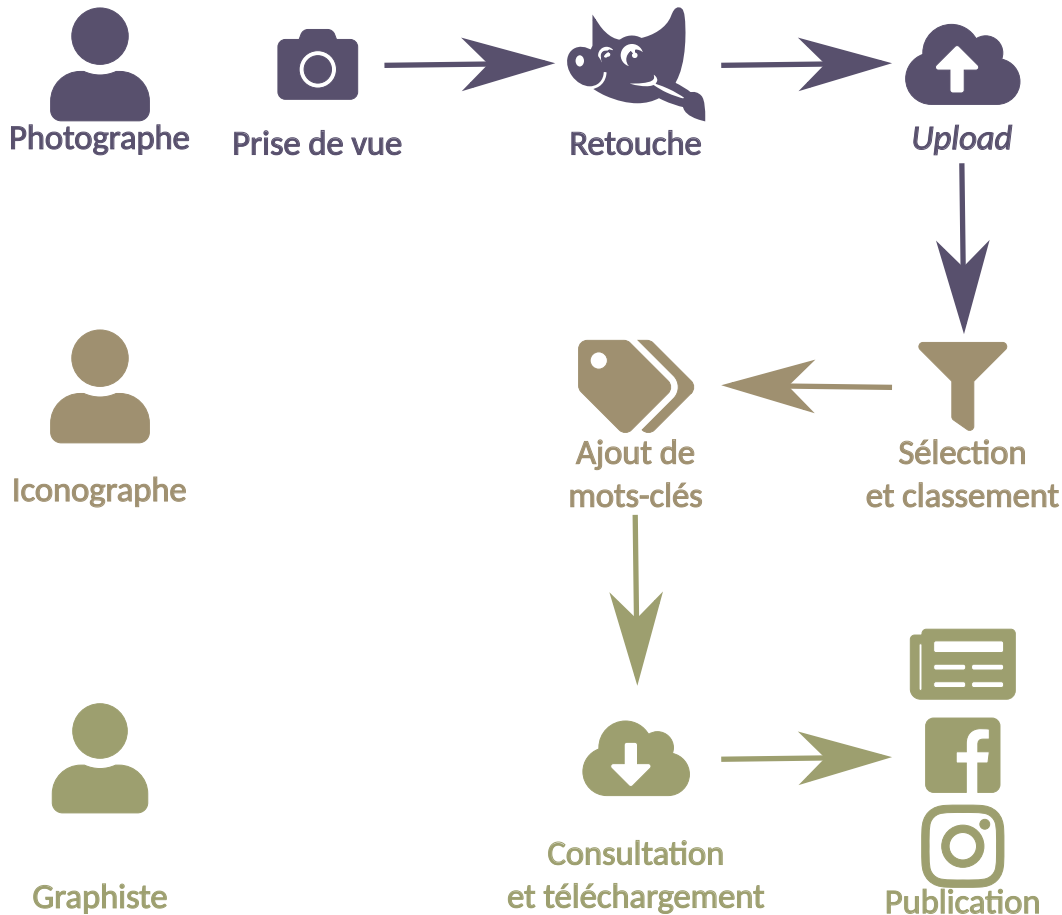 Photographe
Prise de vue
Retouche
Upload
Iconographe
Ajout de
mots-clés
Sélection
et classement
Graphiste
Consultation
et téléchargement
Publication